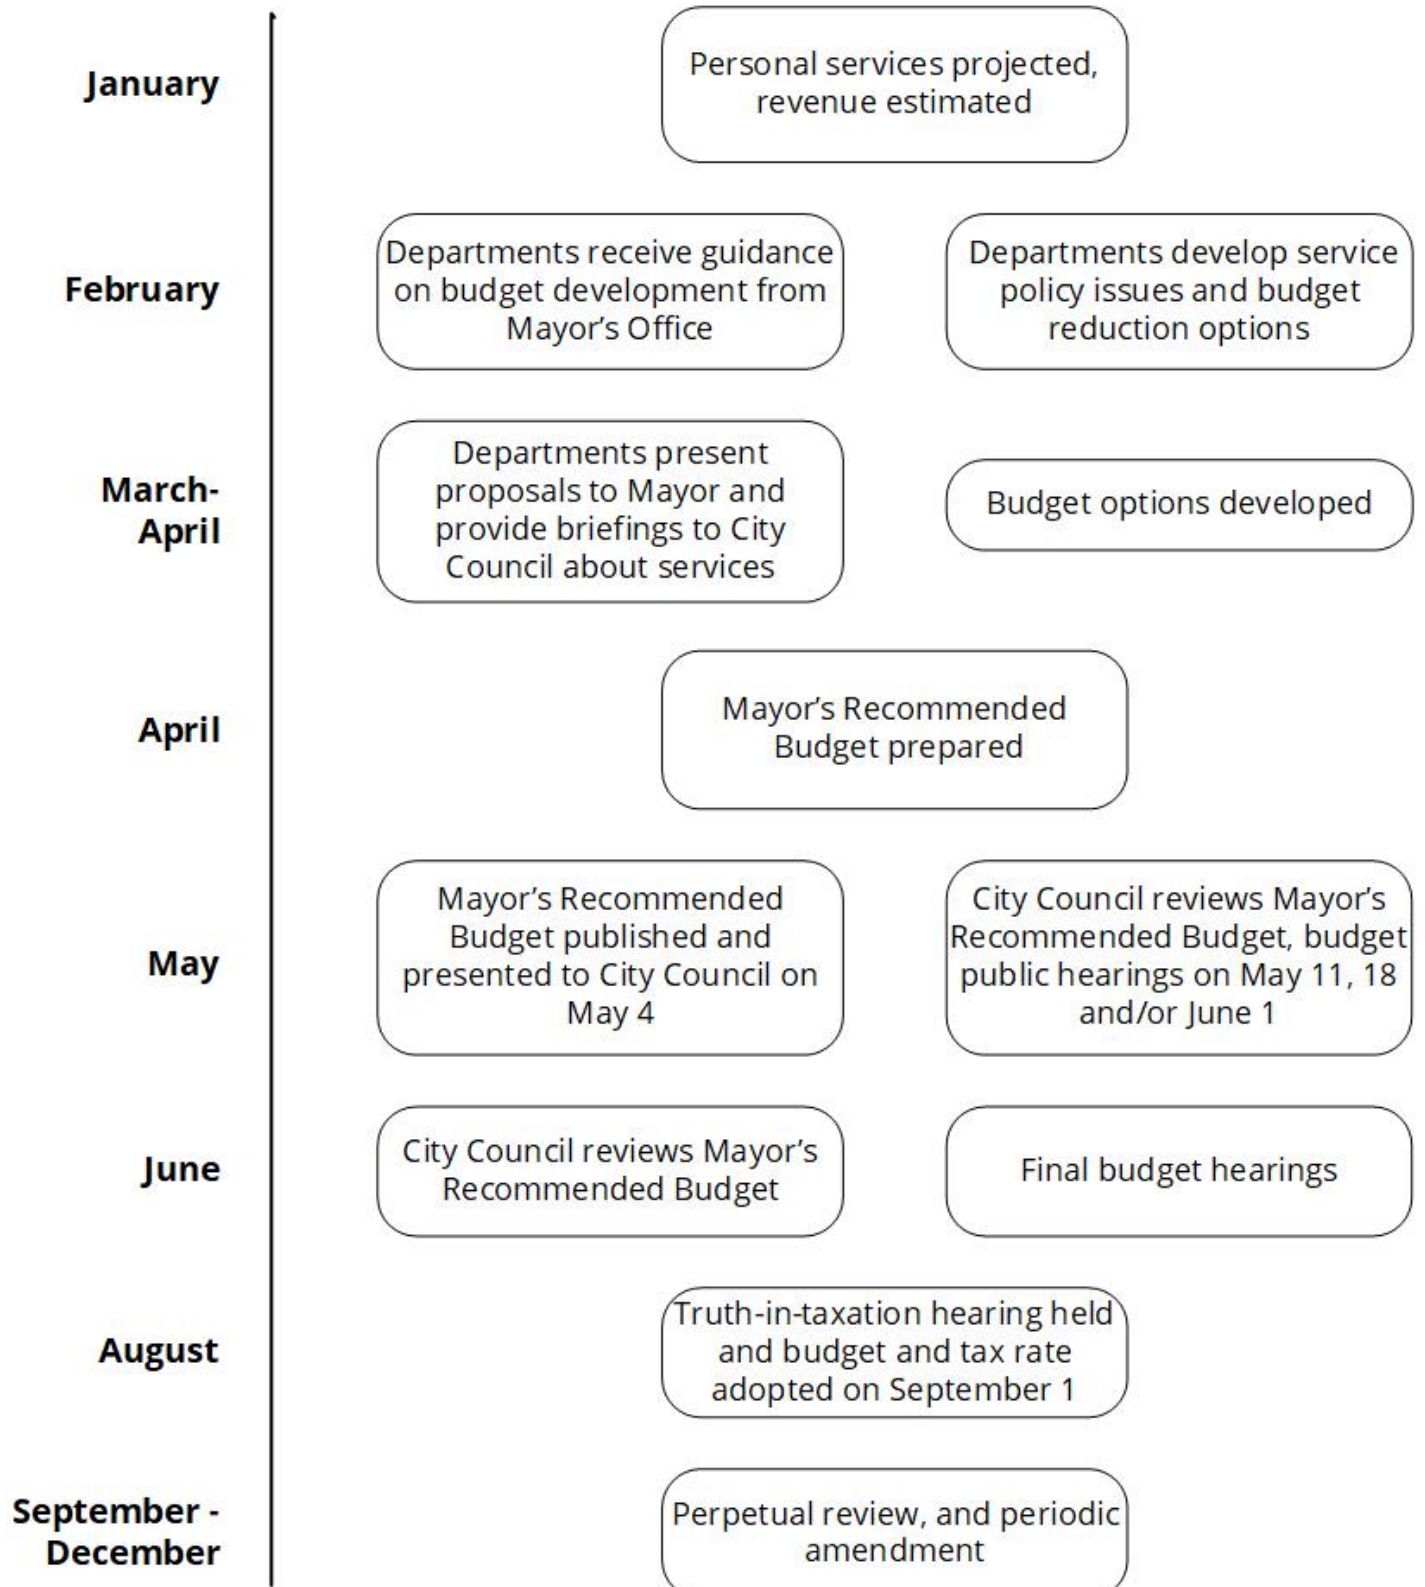 January
Personal services projected,
revenue estimated
February
Departments receive guidance
on budget development from
Mayor’s Office
Departments develop service
policy issues and budget
reduction options
March-
April
Departments present
proposals to Mayor and
provide briefings to City
Council about services
Budget options developed
April
Mayor’s Recommended
Budget prepared
May
Mayor’s Recommended
Budget published and
presented to City Council on
May 4
City Council reviews Mayor’s
Recommended Budget, budget
public hearings on May 11, 18
and/or June 1
June
City Council reviews Mayor’s
Recommended Budget
Final budget hearings
August
Truth-in-taxation hearing held
and budget and tax rate
adopted on September 1
September -
December
Perpetual review, and periodic
amendment